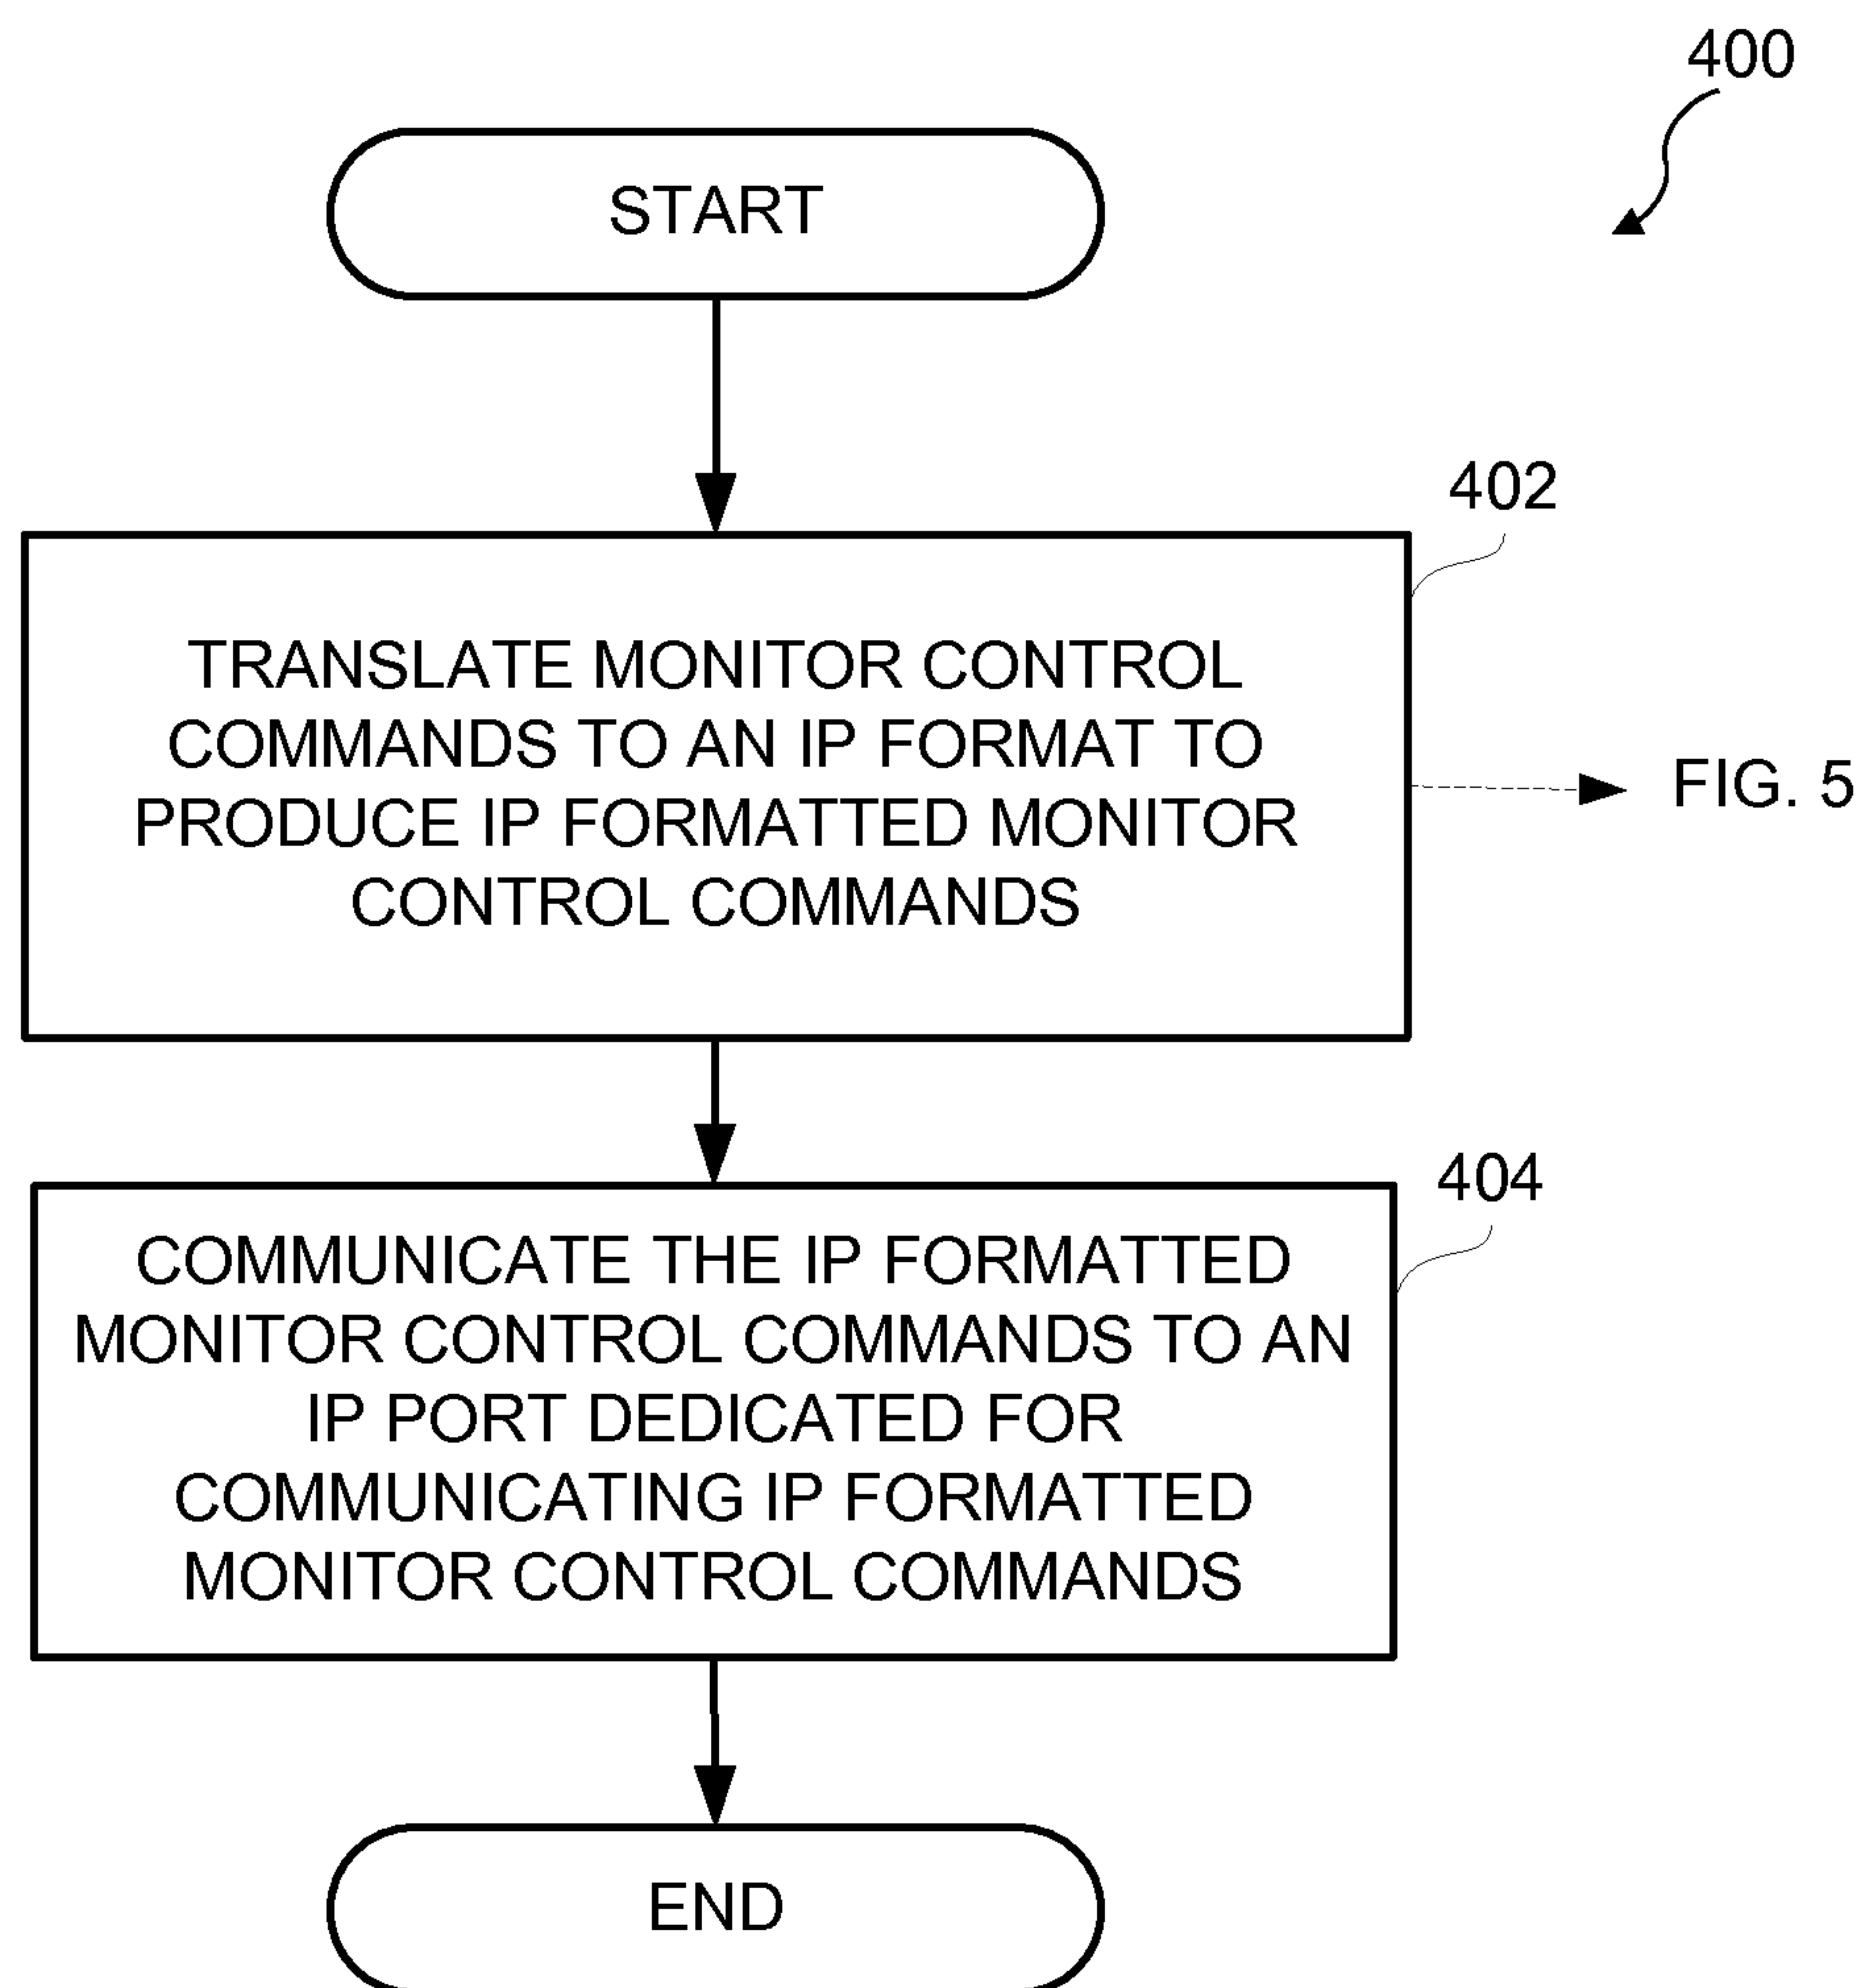 400
START
402
TRANSLATE MONITOR CONTROL
COMMANDS TO AN IP FORMAT TO
PRODUCE IP FORMATTED MONITOR
CONTROL COMMANDS
FIG. 5
404
COMMUNICATE THE IP FORMATTED
MONITOR CONTROL COMMANDS TO AN
IP PORT DEDICATED FOR
COMMUNICATING IP FORMATTED
MONITOR CONTROL COMMANDS
END